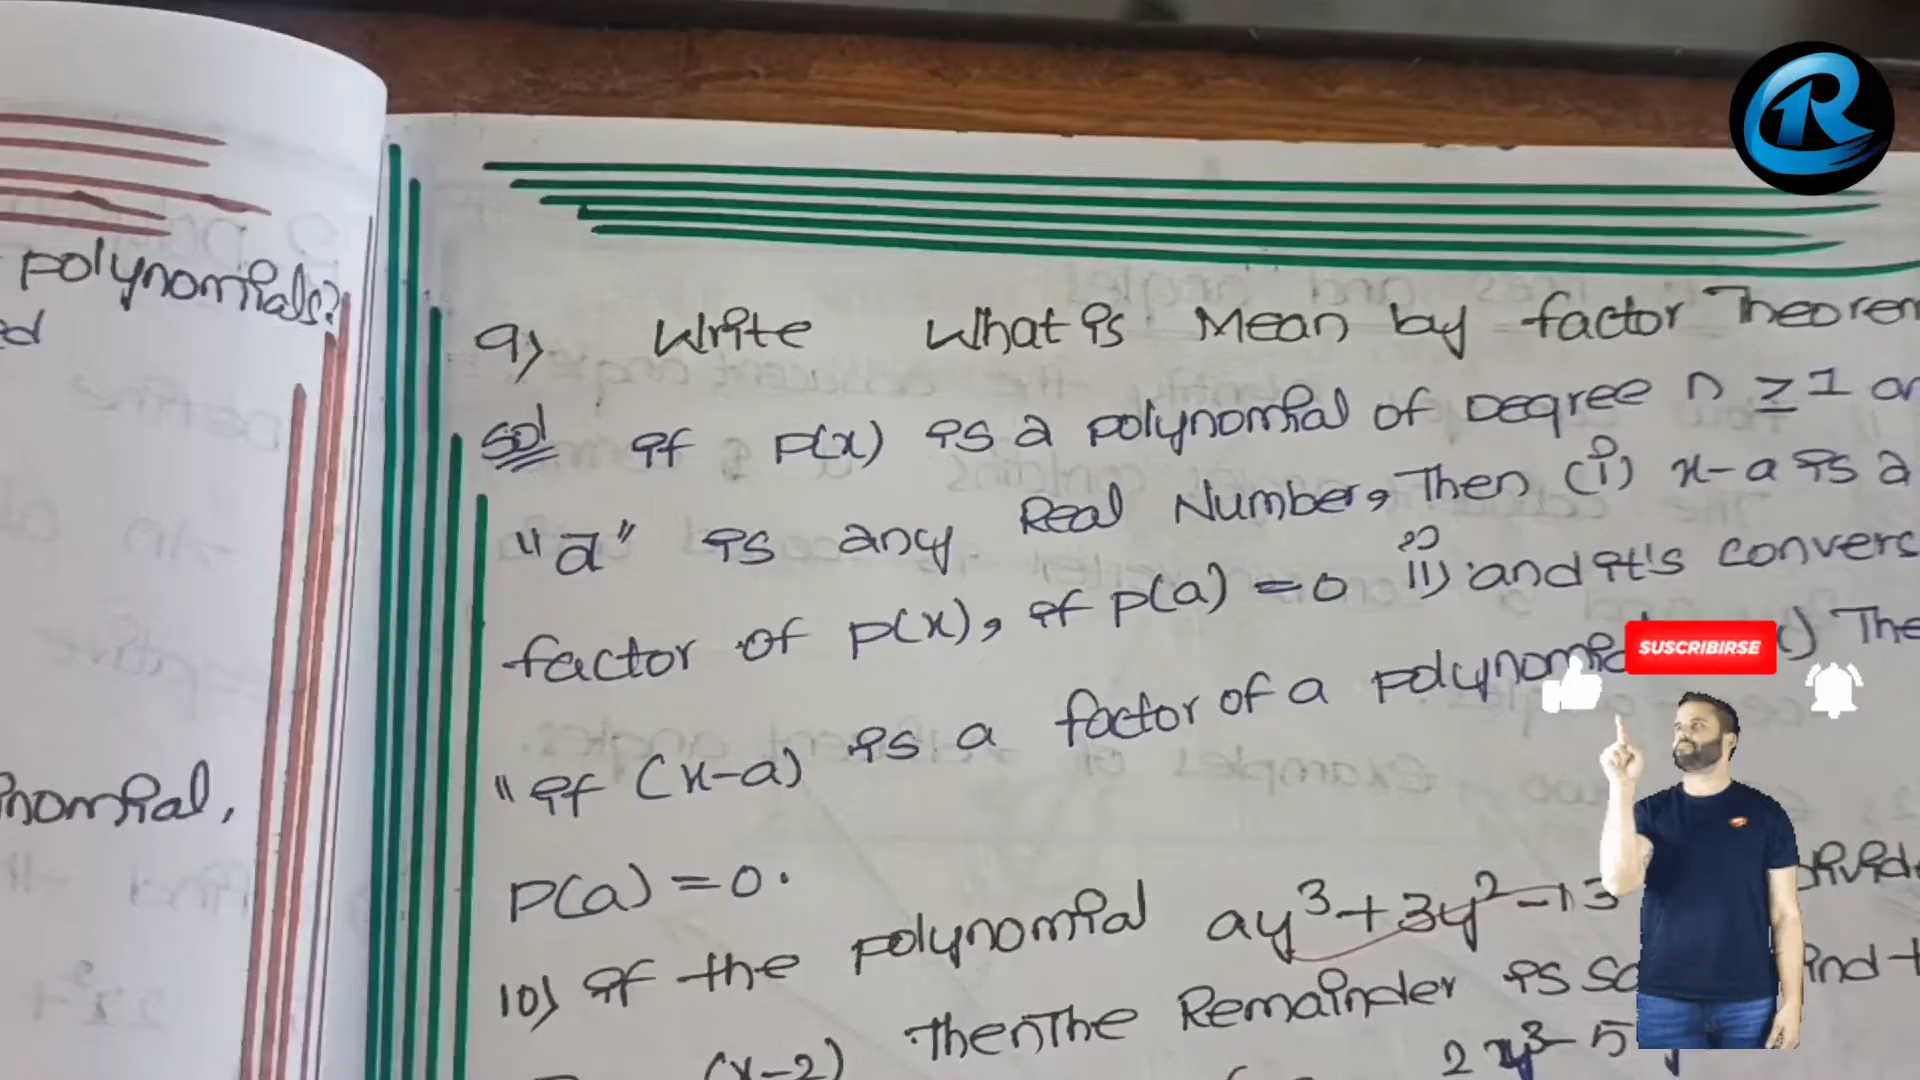 polynomials?
9) Write What is Mean by factor Theorem
Sol if P(x) is a polynomial of Degree n ≥ 1 an
"a" is any Real Number, Then (i) x-a is a
factor of p(x), if p(a) = 0 ii) and it's convers
"if (x-a) is a factor of a polynomial The
P(a) = 0.
10) if the polynomial ay³+3y²-13 divid
(x-2) then The Remainder is
2y³-5
SUSCRIBIRSE
R